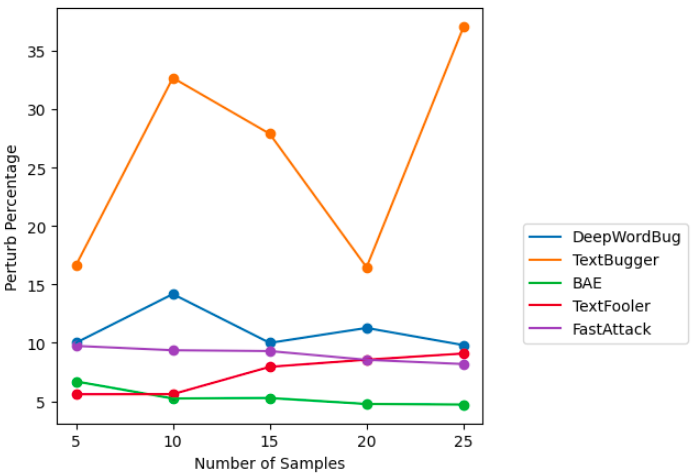 Perturb Percentage
35
30
25
20
15
10
5
5 10 15 20 25
Number of Samples
DeepWordBug
TextBugger
BAE
TextFooler
FastAttack